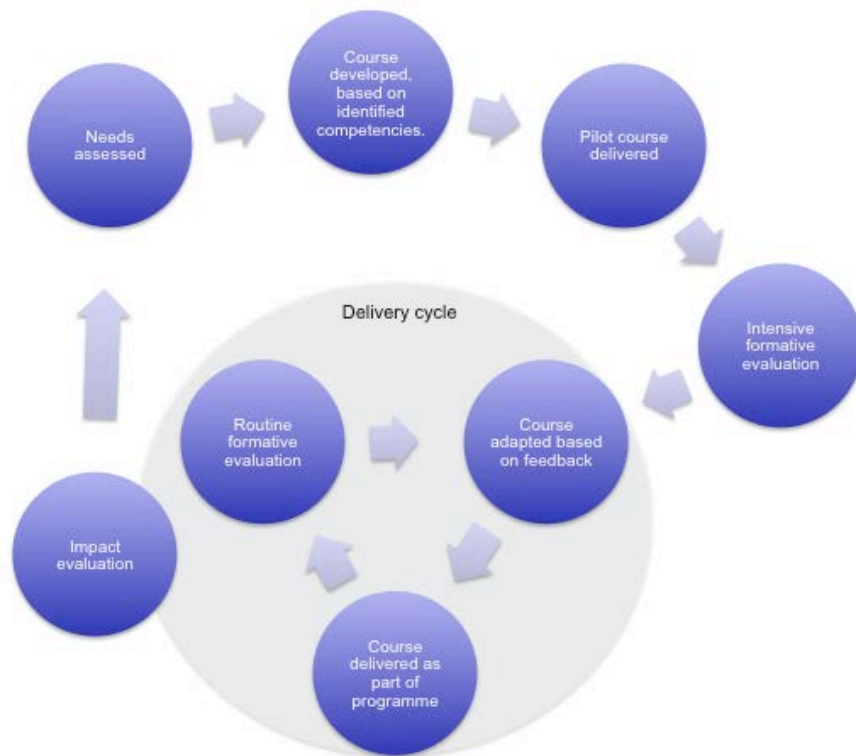 Course
developed,
based on
identified
competencies.
Needs
assessed
Pilot course
delivered
Intensive
formative
evaluation
Delivery cycle
Routine
formative
evaluation
Course
adapted based
on feedback
Impact
evaluation
Course
delivered as
part of
programme